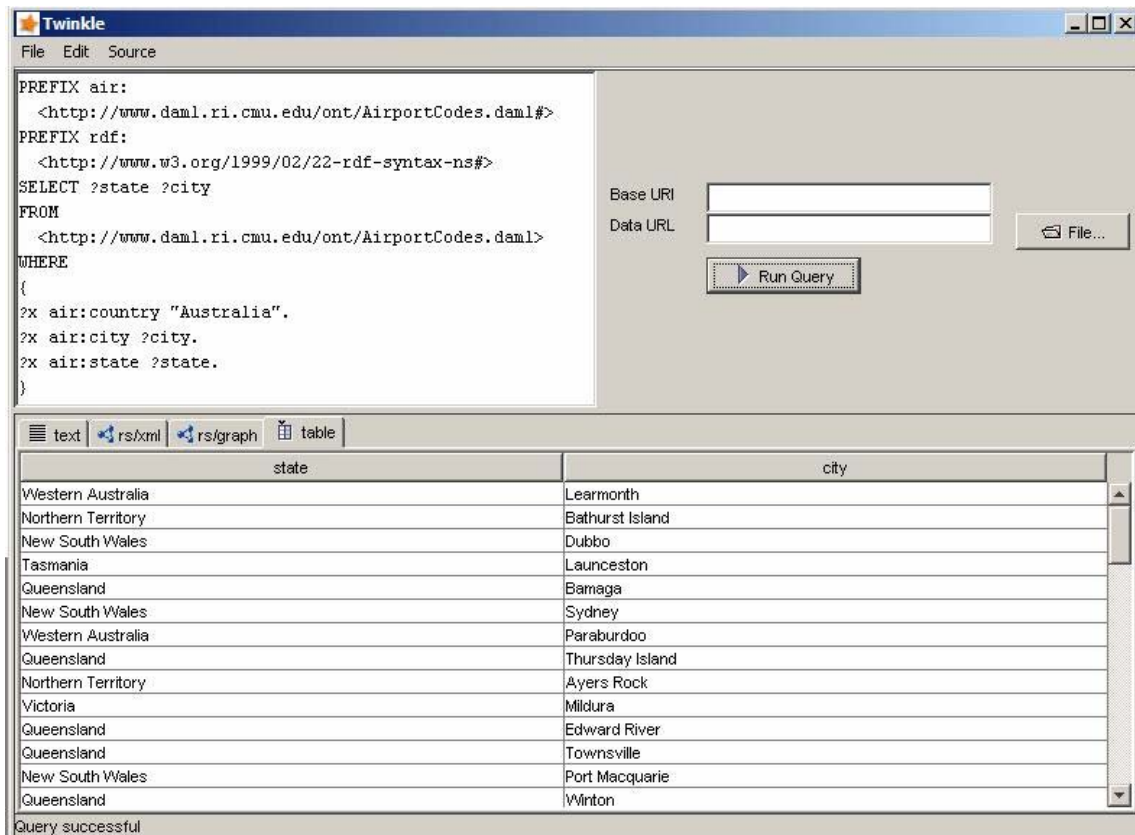 Twinkle
File Edit Source
PREFIX air:
<http://www.daml.ri.cmu.edu/ont/AirportCodes.daml#>
PREFIX rdf:
<http://www.w3.org/1999/02/22-rdf-syntax-ns#>
SELECT ?state ?city
FROM
<http://www.daml.ri.cmu.edu/ont/AirportCodes.daml>
WHERE
{
?x air:country "Australia".
?x air:city ?city.
?x air:state ?state.
}
Base URI
Data URL
File...
Run Query
text rs/xml rs/graph table
state city
Western Australia Learmonth
Northern Territory Bathurst Island
New South Wales Dubbo
Tasmania Launceston
Queensland Bamaga
New South Wales Sydney
Western Australia Paraburdoo
Queensland Thursday Island
Northern Territory Ayers Rock
Victoria Mildura
Queensland Edward River
Queensland Townsville
New South Wales Port Macquarie
Queensland Winton
Query successful